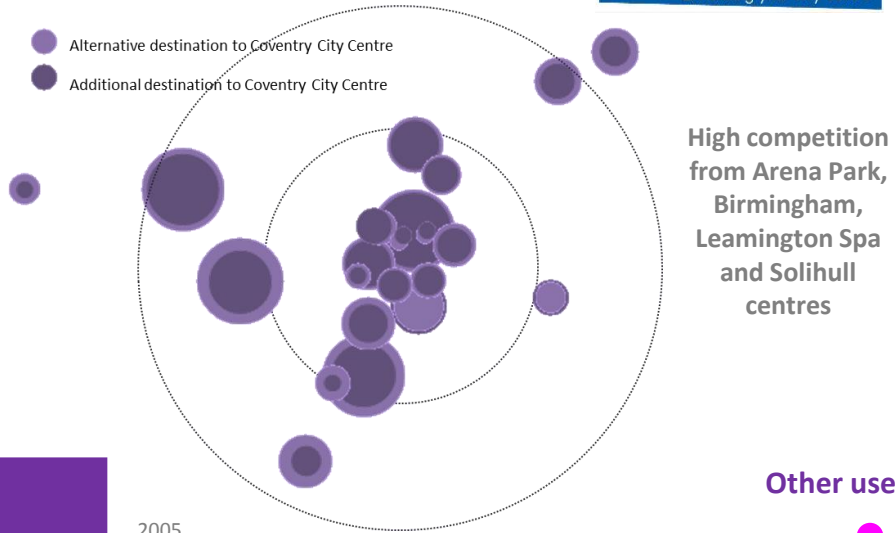 Alternative destination to Coventry City Centre
Additional destination to Coventry City Centre
High competition
from Arena Park,
Birmingham,
Leamington Spa
and Solihull
centres
Other use
2005